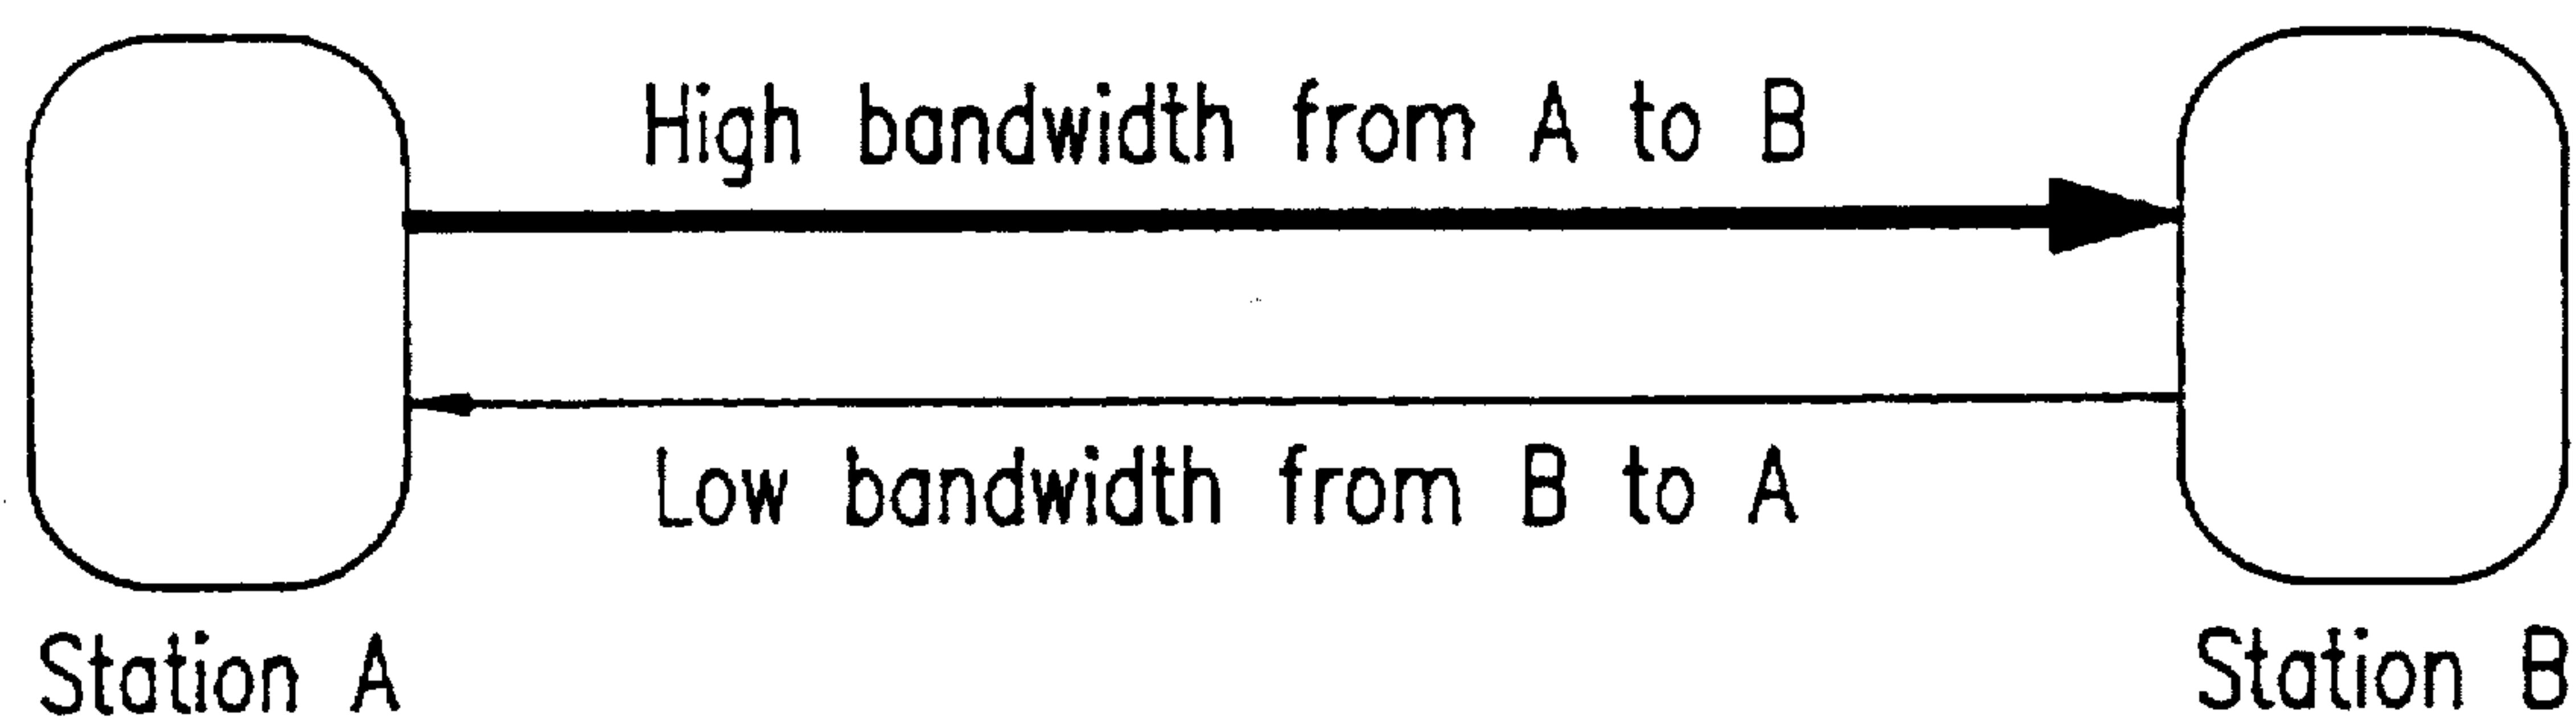 High bandwidth from A to B
Low bandwidth from B to A
Station A
Station B